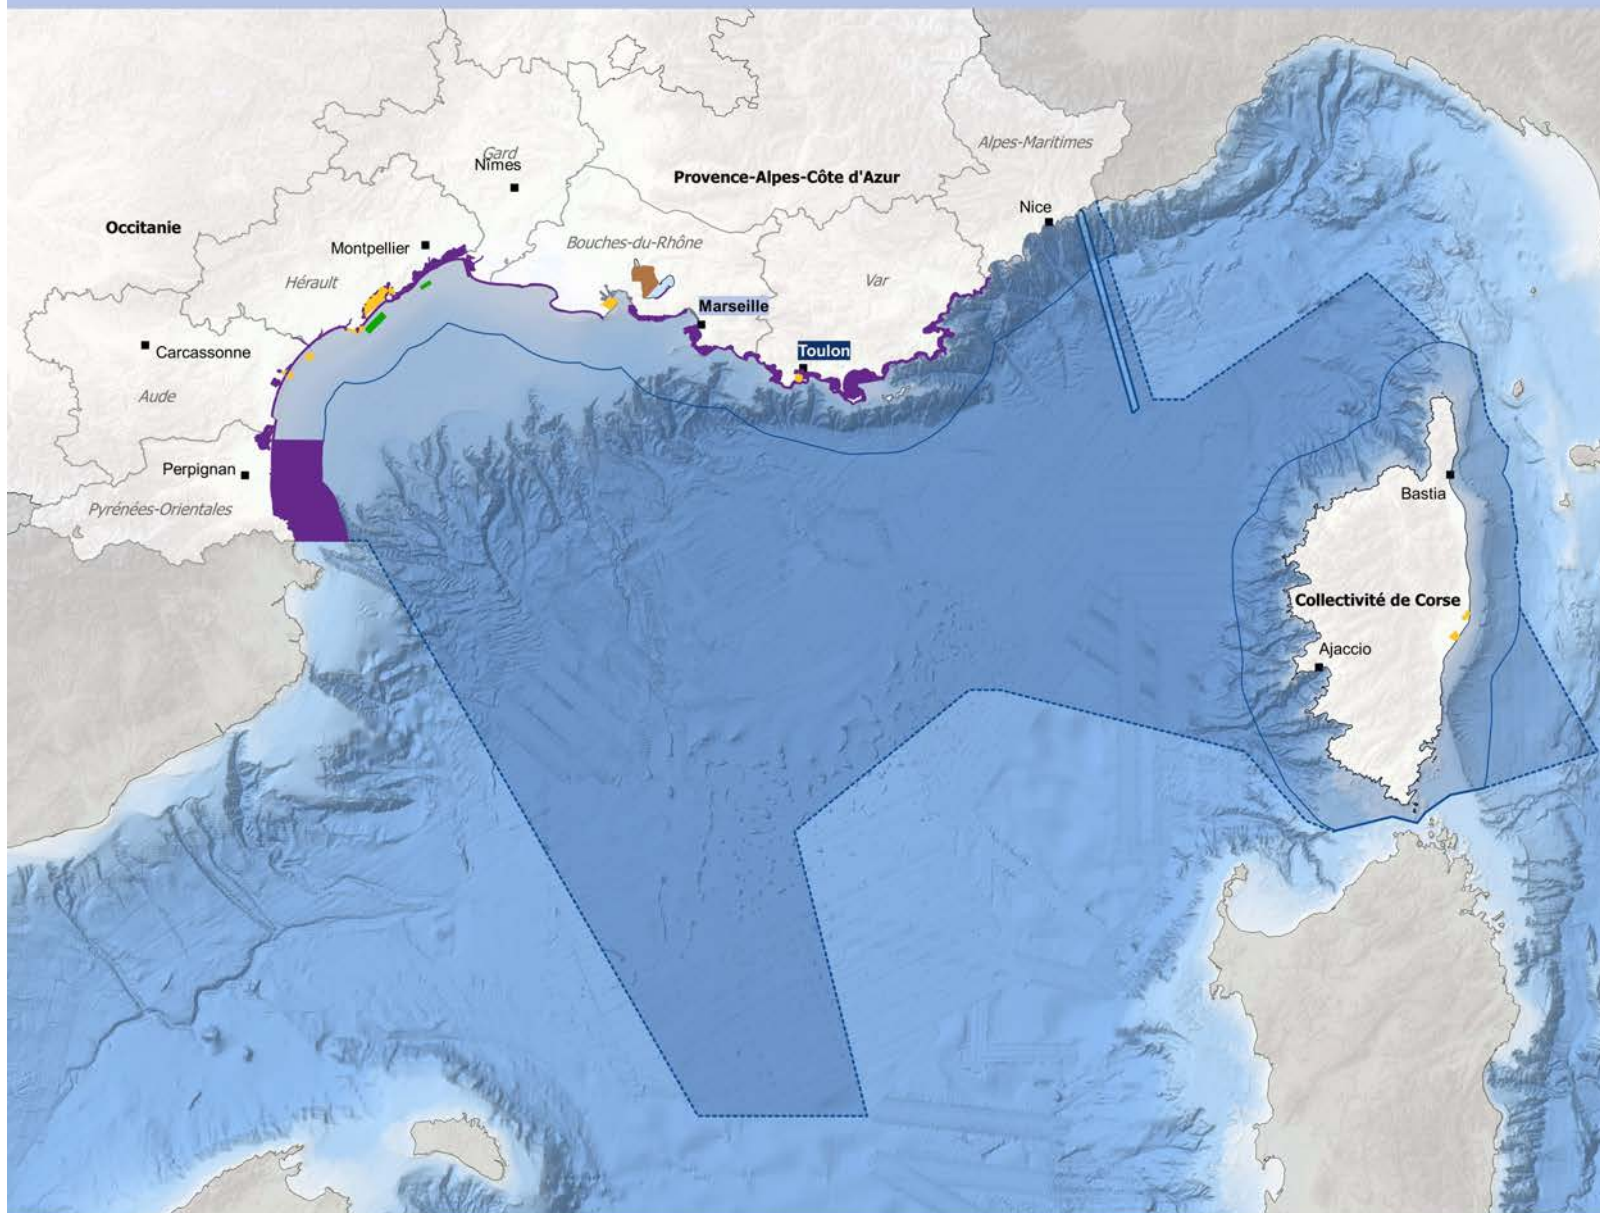 Alpes-Maritimes
Gard
Nîmes
Provence-Alpes-Côte d'Azur
Nice
Occitanie
Montpellier
Bouches-du-Rhône
Hérault
Var
Marseille
Carcassonne
Toulon
Aude
Perpignan
Bastia
Pyrénées-Orientales
Collectivité de Corse
Ajaccio